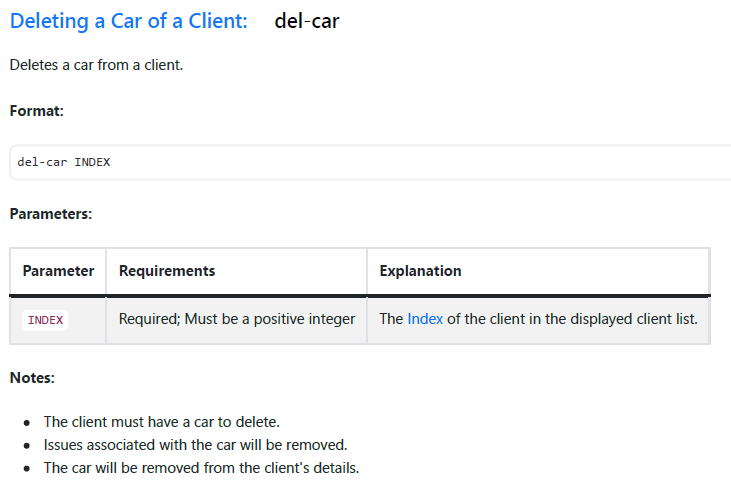 Deleting a Car of a Client: del-car
Deletes a car from a client.
Format:
del-car INDEX
Parameters:
Parameter Requirements Explanation
INDEX Required; Must be a positive integer The Index of the client in the displayed client list.
Notes:
The client must have a car to delete.
Issues associated with the car will be removed.
The car will be removed from the client's details.